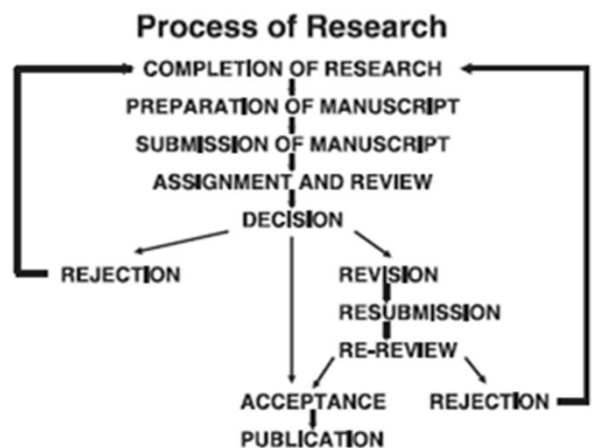 Process of Research
COMPLETION OF RESEARCH
PREPARATION OF MANUSCRIPT
SUBMISSION OF MANUSCRIPT
ASSIGNMENT AND REVIEW
DECISION
REJECTION
REVISION
RESUBMISSION
RE-REVIEW
ACCEPTANCE
REJECTION
PUBLICATION